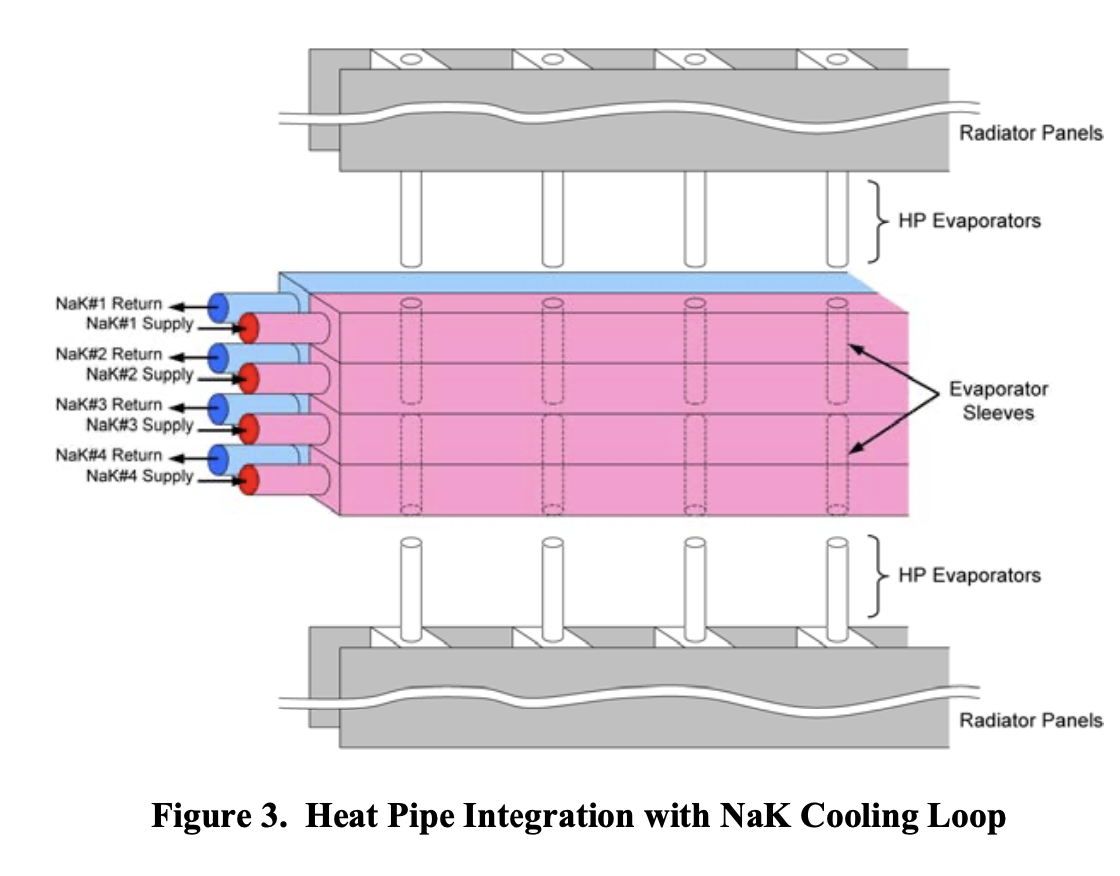 Radiator Panels
HP Evaporators
NaK#1 Return
NaK#1 Supply
NaK#2 Return
NaK#2 Supply
NaK#3 Return
NaK#3 Supply
NaK#4 Return
NaK#4 Supply
Evaporator
Sleeves
HP Evaporators
Radiator Panels
Figure 3. Heat Pipe Integration with NaK Cooling Loop